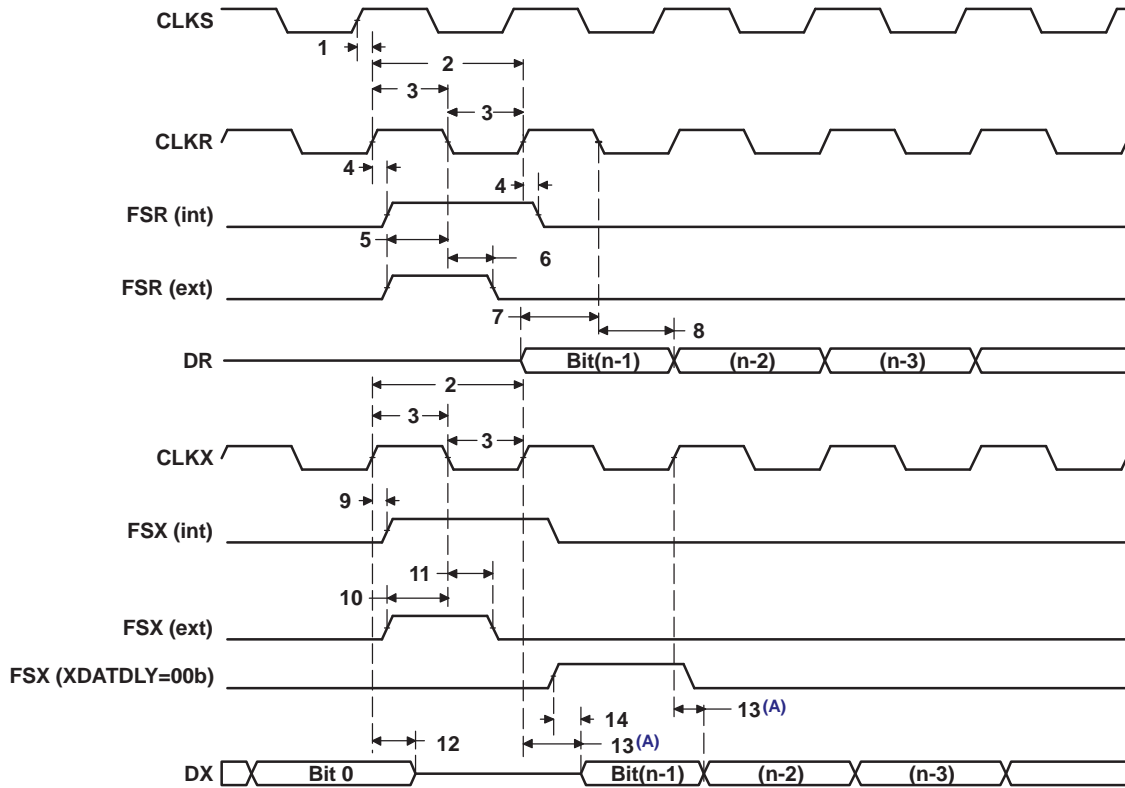 CLKS
1
2
3
3
CLKR
4
4
FSR (int)
5
6
FSR (ext)
7
8
DR
Bit(n-1)
(n-2)
(n-3)
2
3
3
CLKX
9
FSX (int)
11
10
FSX (ext)
FSX (XDATDLY=00b)
13(A)
14
12
13(A)
DX
Bit 0
Bit(n-1)
(n-2)
(n-3)